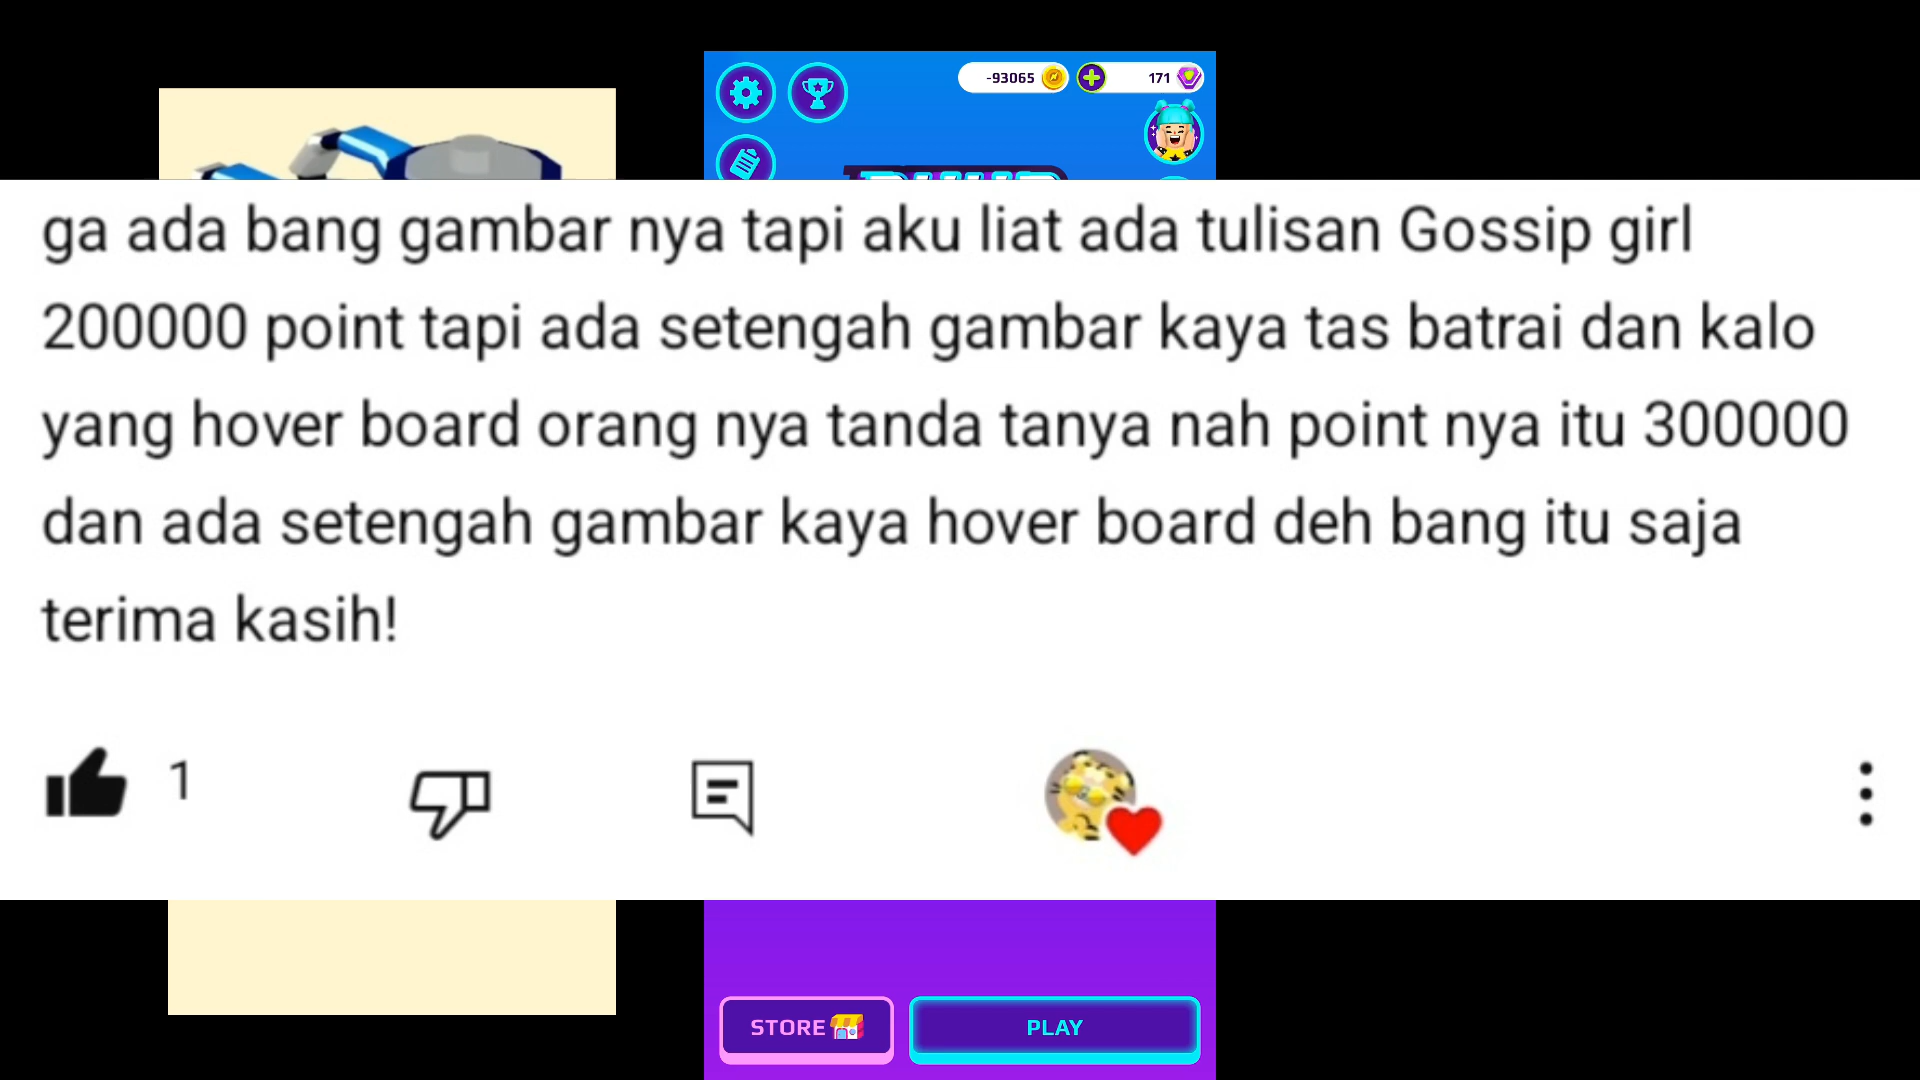 -93065
171
ga ada bang gambar nya tapi aku liat ada tulisan Gossip girl
200000 point tapi ada setengah gambar kaya tas batrai dan kalo
yang hover board orang nya tanda tanya nah point nya itu 300000
dan ada setengah gambar kaya hover board deh bang itu saja
terima kasih!
1
STORE
PLAY